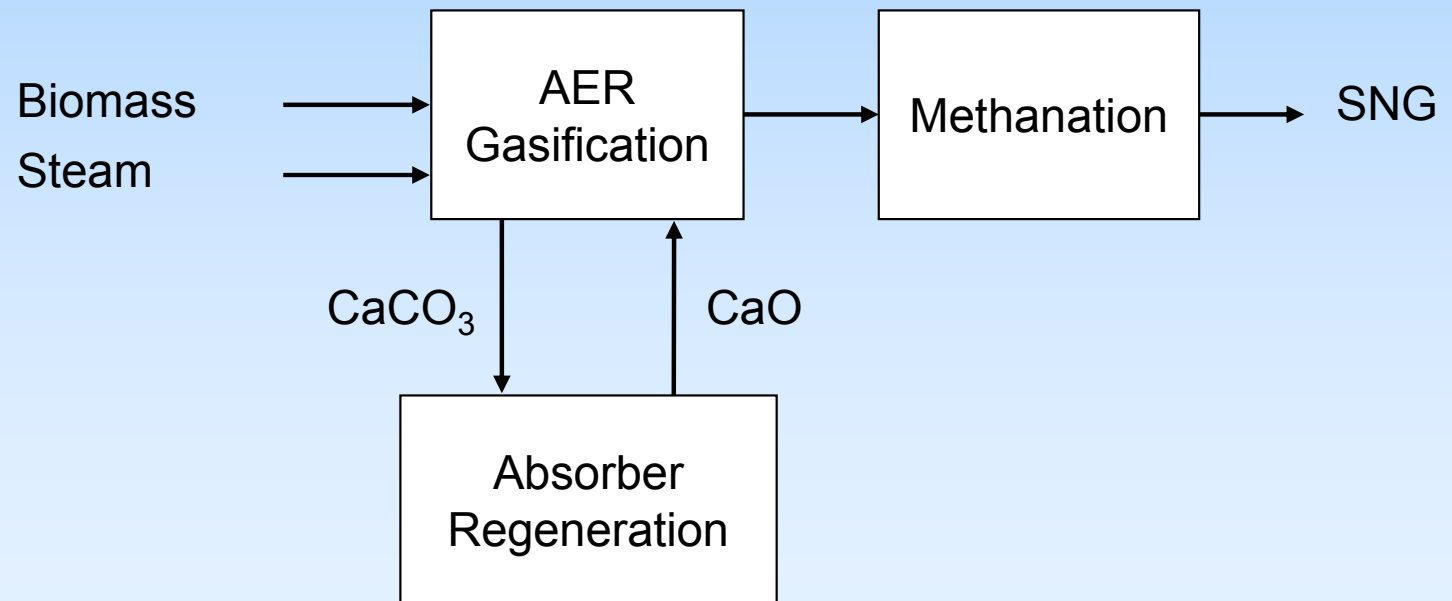 Biomass
Steam
AER
Gasification
Methanation
SNG
CaCO₃
CaO
Absorber
Regeneration